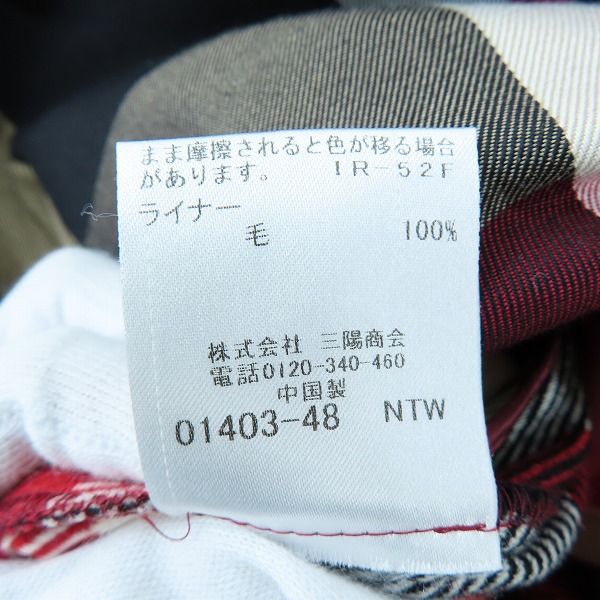 まま摩擦されると色が移る場合
があります。 IR-52F
ライナー
毛 100%
株式会社 三陽商会
電話0120-340-460
中国製
01403-48 NTW